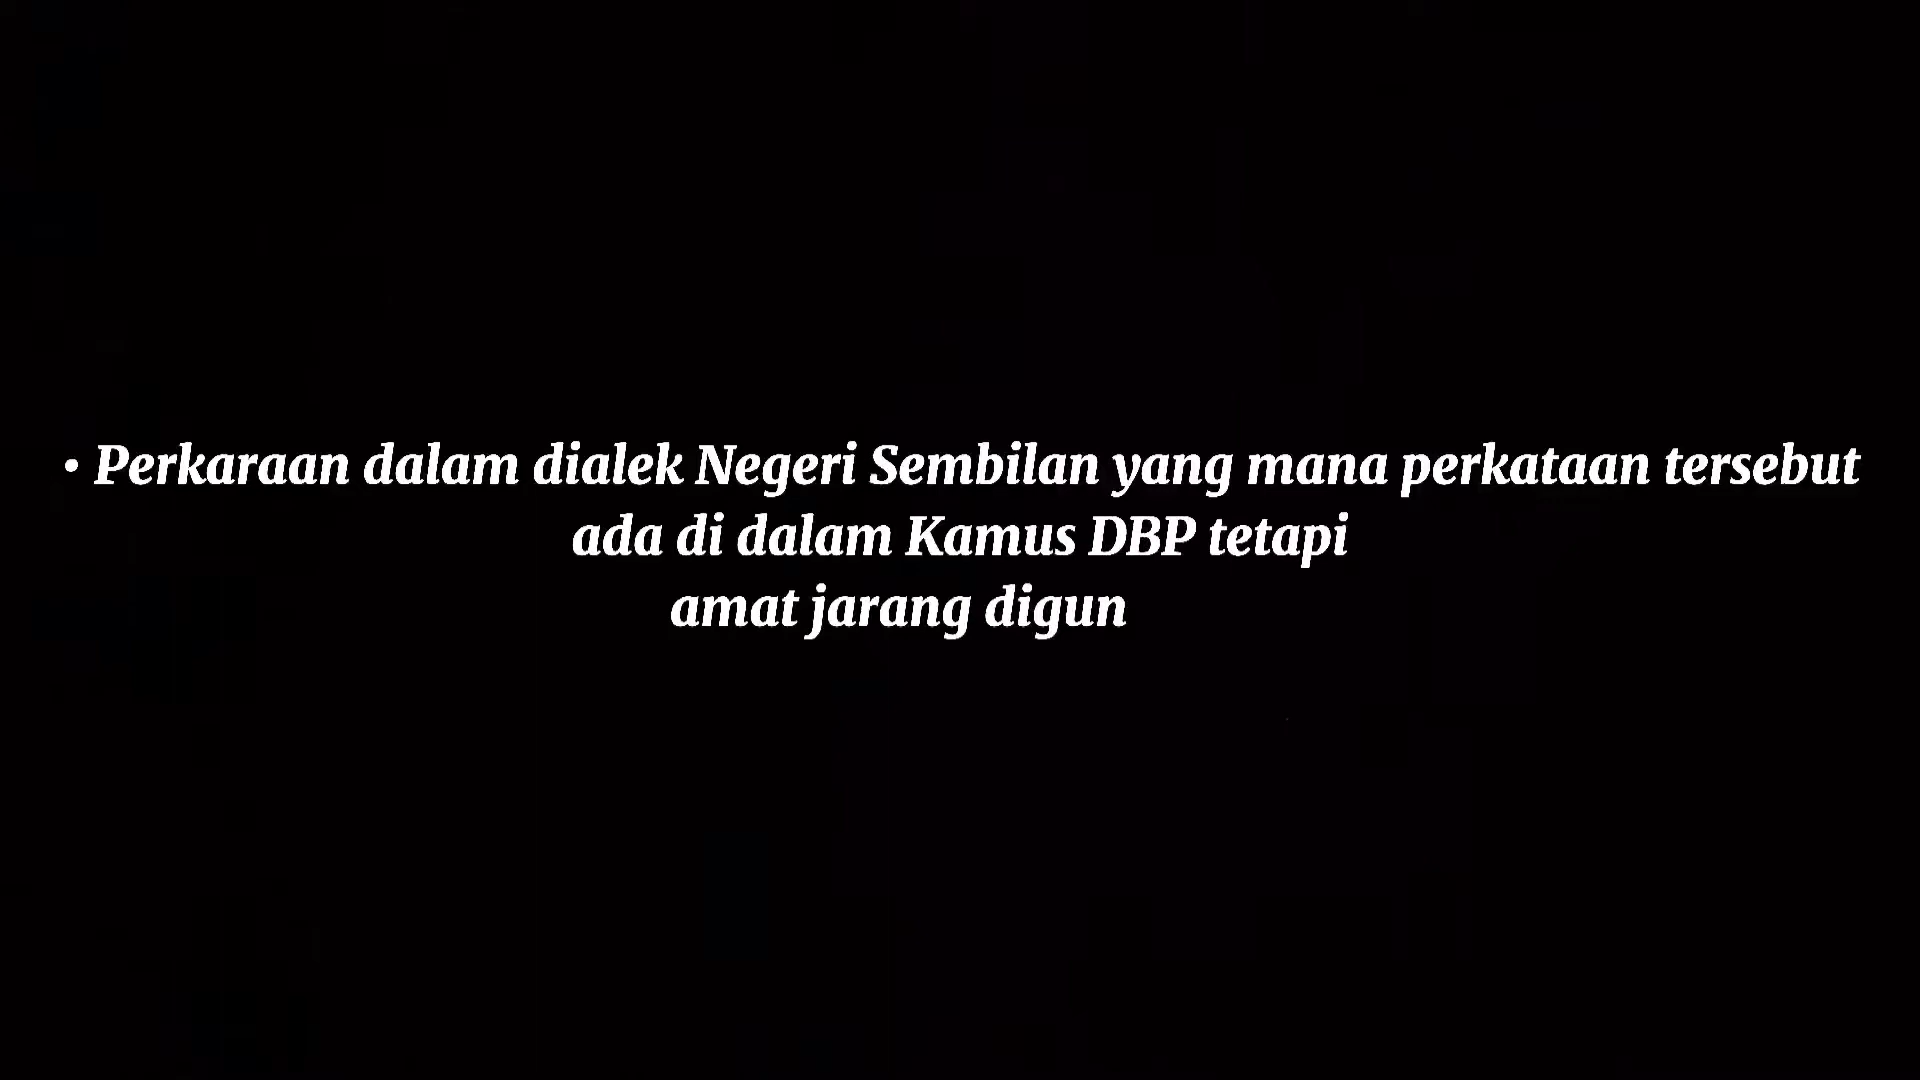 • Perkaraan dalam dialek Negeri Sembilan yang mana perkataan tersebut
ada di dalam Kamus DBP tetapi
amat jarang digun